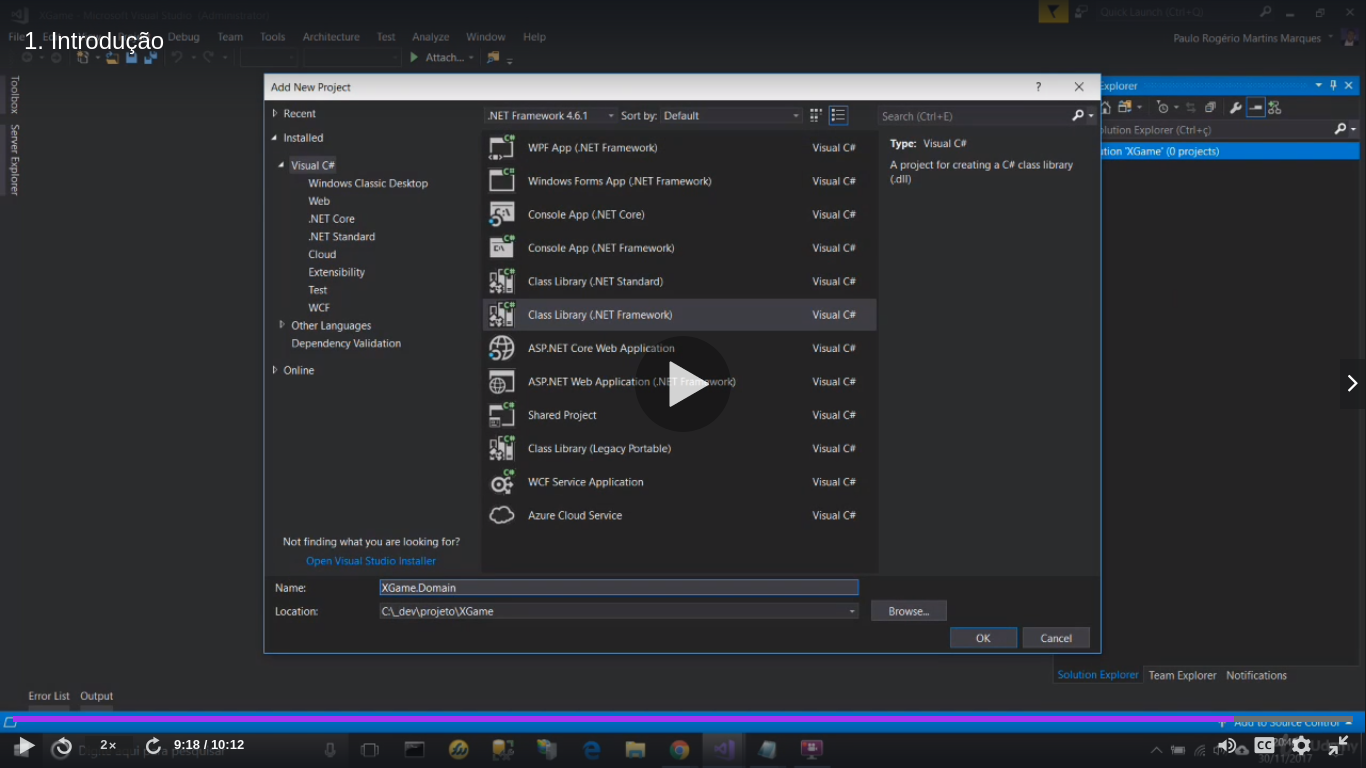 XGame - Microsoft Visual Studio (Administrator)
Quick Launch (Ctrl+Q)
1. Introdução
File
Debug Team Tools Architecture Test Analyze Window Help
Paulo Rogério Martins Marques
Attach...
Toolbox
Server Explorer
Add New Project
?
Explorer
Recent
Installed
Visual C#
Windows Classic Desktop
Web
.NET Core
.NET Standard
Cloud
Extensibility
Test
WCF
Other Languages
Dependency Validation
Online
Not finding what you are looking for?
Open Visual Studio Installer
.NET Framework 4.6.1 Sort by: Default
WPF App (.NET Framework) Visual C#
Windows Forms App (.NET Framework) Visual C#
Console App (.NET Core) Visual C#
Console App (.NET Framework) Visual C#
Class Library (.NET Standard) Visual C#
Class Library (.NET Framework) Visual C#
ASP.NET Core Web Application Visual C#
ASP.NET Web Application (.NET Framework) Visual C#
Shared Project Visual C#
Class Library (Legacy Portable) Visual C#
WCF Service Application Visual C#
Azure Cloud Service Visual C#
Search (Ctrl+E)
Type: Visual C#
A project for creating a C# class library
(.dll)
olution Explorer (Ctrl+ç)
ution 'XGame' (0 projects)
Name: XGame.Domain
Location: C:\_dev\projeto\XGame
Browse...
OK Cancel
Solution Explorer Team Explorer Notifications
Error List Output
Add to Source Control
2x
9:18 / 10:12
CC
30/11/2017